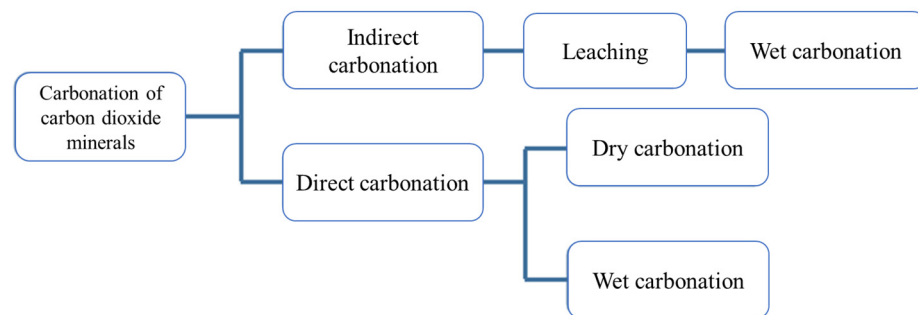 Carbonation of
carbon dioxide
minerals
Indirect
carbonation
Leaching
Wet carbonation
Direct carbonation
Dry carbonation
Wet carbonation